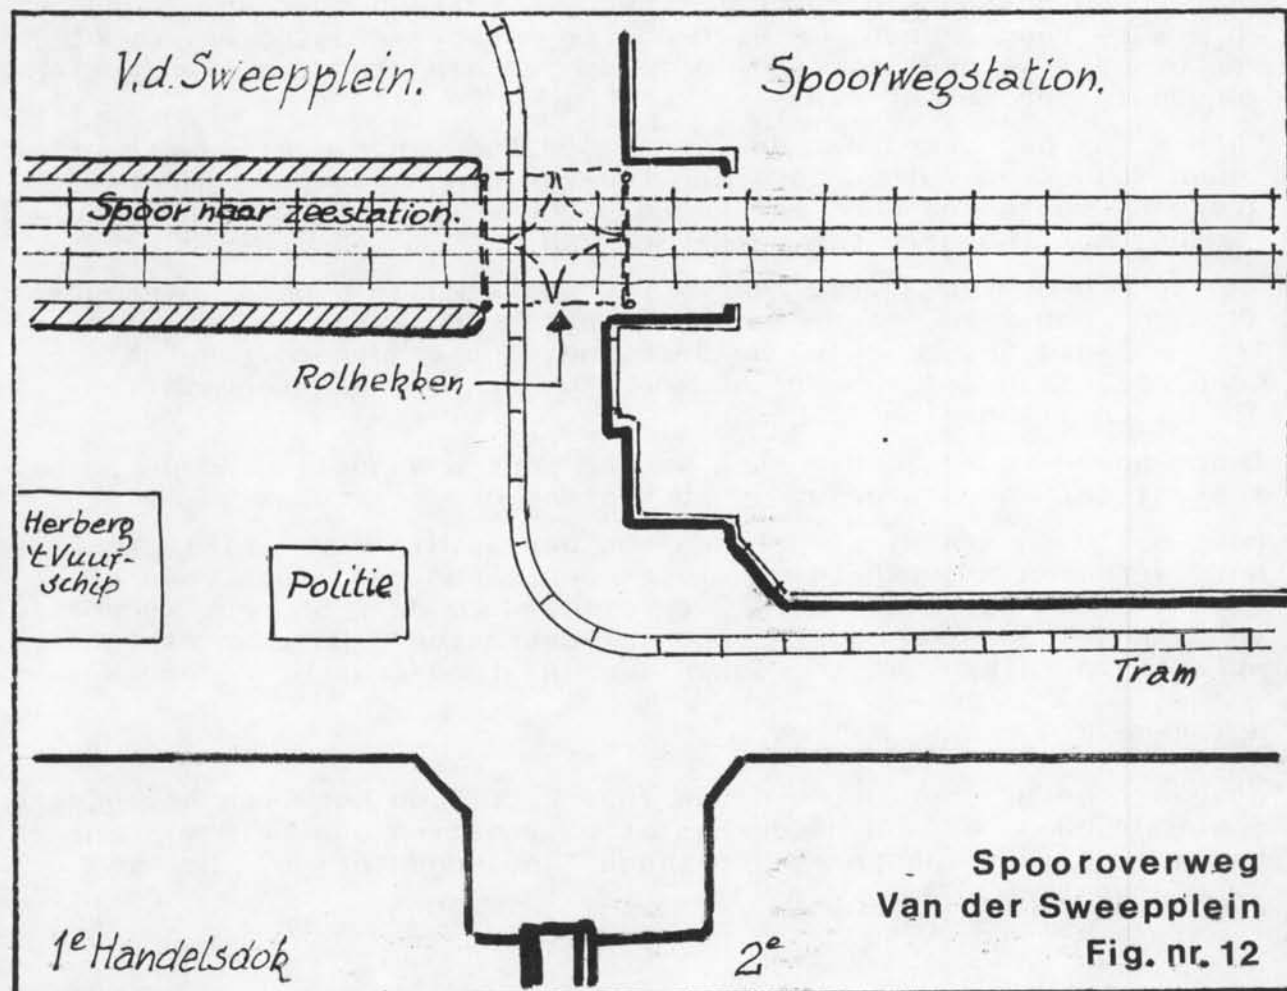 V.d. Sweepplein.
Spoorwegstation.
Spoor naar zeestation.
Rolhekken
Herberg
't Vuur-
schip
Politie
Tram
Spooroverweg
Van der Sweepplein
Fig. nr. 12
1e Handelsdok
2e